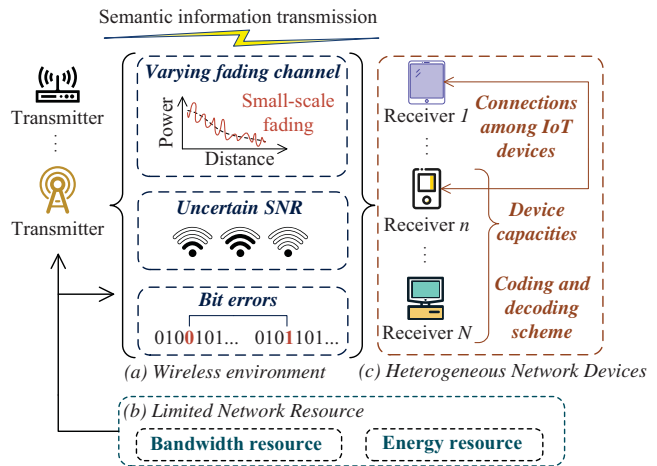 Semantic information transmission
Transmitter
⋮
Transmitter
Varying fading channel
Power
Small-scale
fading
Distance
Uncertain SNR
Bit errors
01000101... 01011101...
(a) Wireless environment
Receiver 1
⋮
Receiver n
⋮
Receiver N
Connections
among IoT
devices
Device
capacities
Coding and
decoding
scheme
(c) Heterogeneous Network Devices
(b) Limited Network Resource
Bandwidth resource
Energy resource